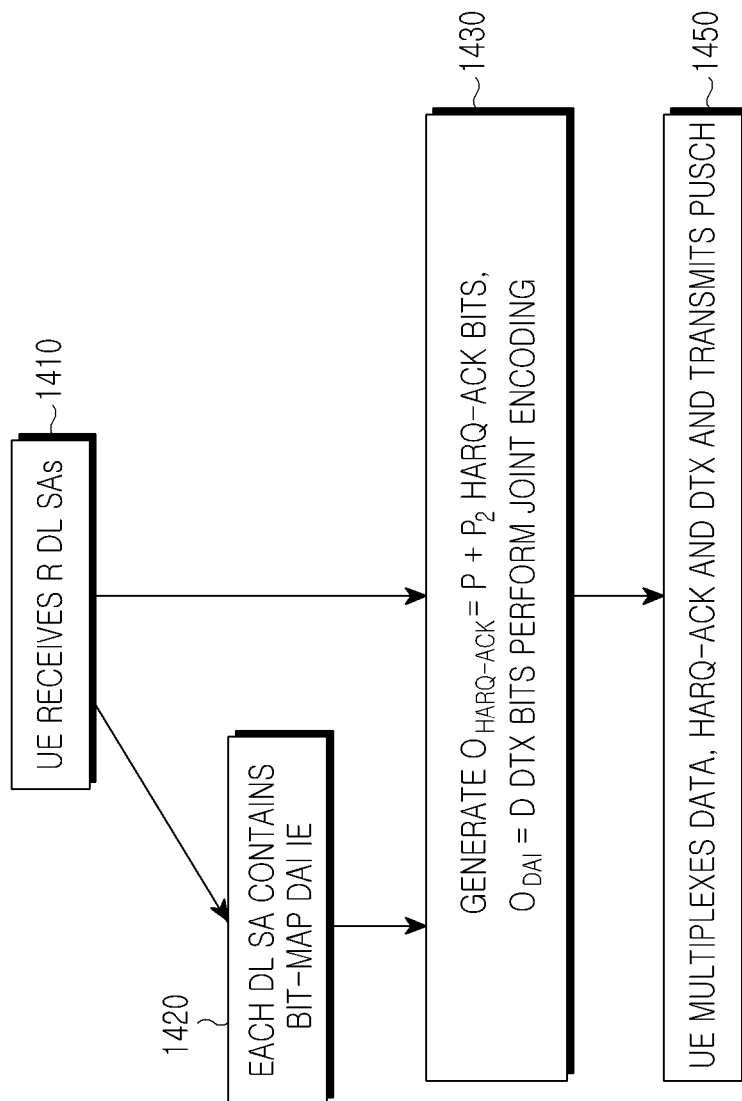 1410
UE RECEIVES R DL SAs
1420
EACH DL SA CONTAINS
BIT-MAP DAI IE
1430
GENERATE O_HARQ-ACK = P + P_2 HARQ-ACK BITS,
O_DAI = D DTX BITS PERFORM JOINT ENCODING
1450
UE MULTIPLEXES DATA, HARQ-ACK AND DTX AND TRANSMITS PUSCH